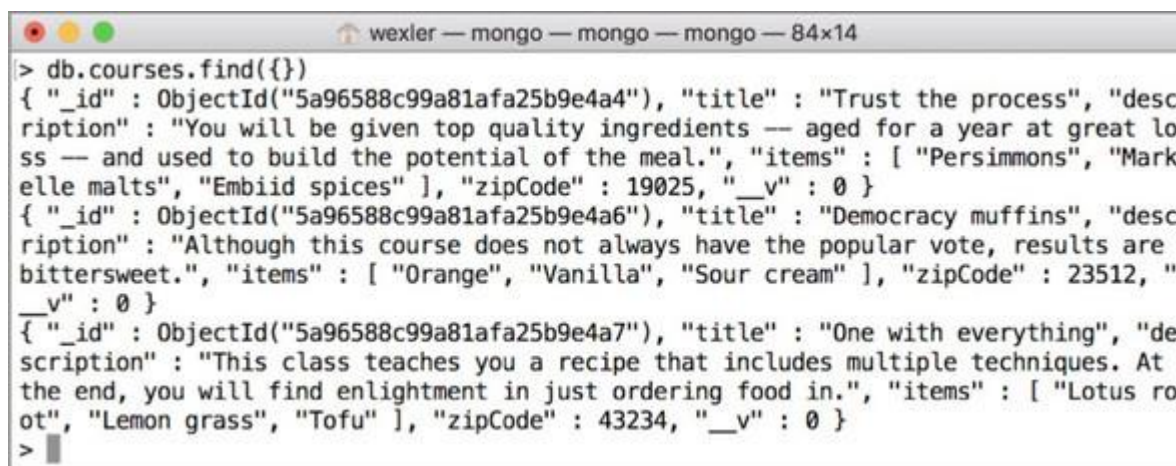 wexler — mongo — mongo — mongo — 84×14
> db.courses.find({})
{ "_id" : ObjectId("5a96588c99a81afa25b9e4a4"), "title" : "Trust the process", "desc
ription" : "You will be given top quality ingredients –– aged for a year at great lo
ss –– and used to build the potential of the meal.", "items" : [ "Persimmons", "Mark
elle malts", "Embiid spices" ], "zipCode" : 19025, "__v" : 0 }
{ "_id" : ObjectId("5a96588c99a81afa25b9e4a6"), "title" : "Democracy muffins", "desc
ription" : "Although this course does not always have the popular vote, results are
bittersweet.", "items" : [ "Orange", "Vanilla", "Sour cream" ], "zipCode" : 23512, "
__v" : 0 }
{ "_id" : ObjectId("5a96588c99a81afa25b9e4a7"), "title" : "One with everything", "de
scription" : "This class teaches you a recipe that includes multiple techniques. At
the end, you will find enlightment in just ordering food in.", "items" : [ "Lotus ro
ot", "Lemon grass", "Tofu" ], "zipCode" : 43234, "__v" : 0 }
>